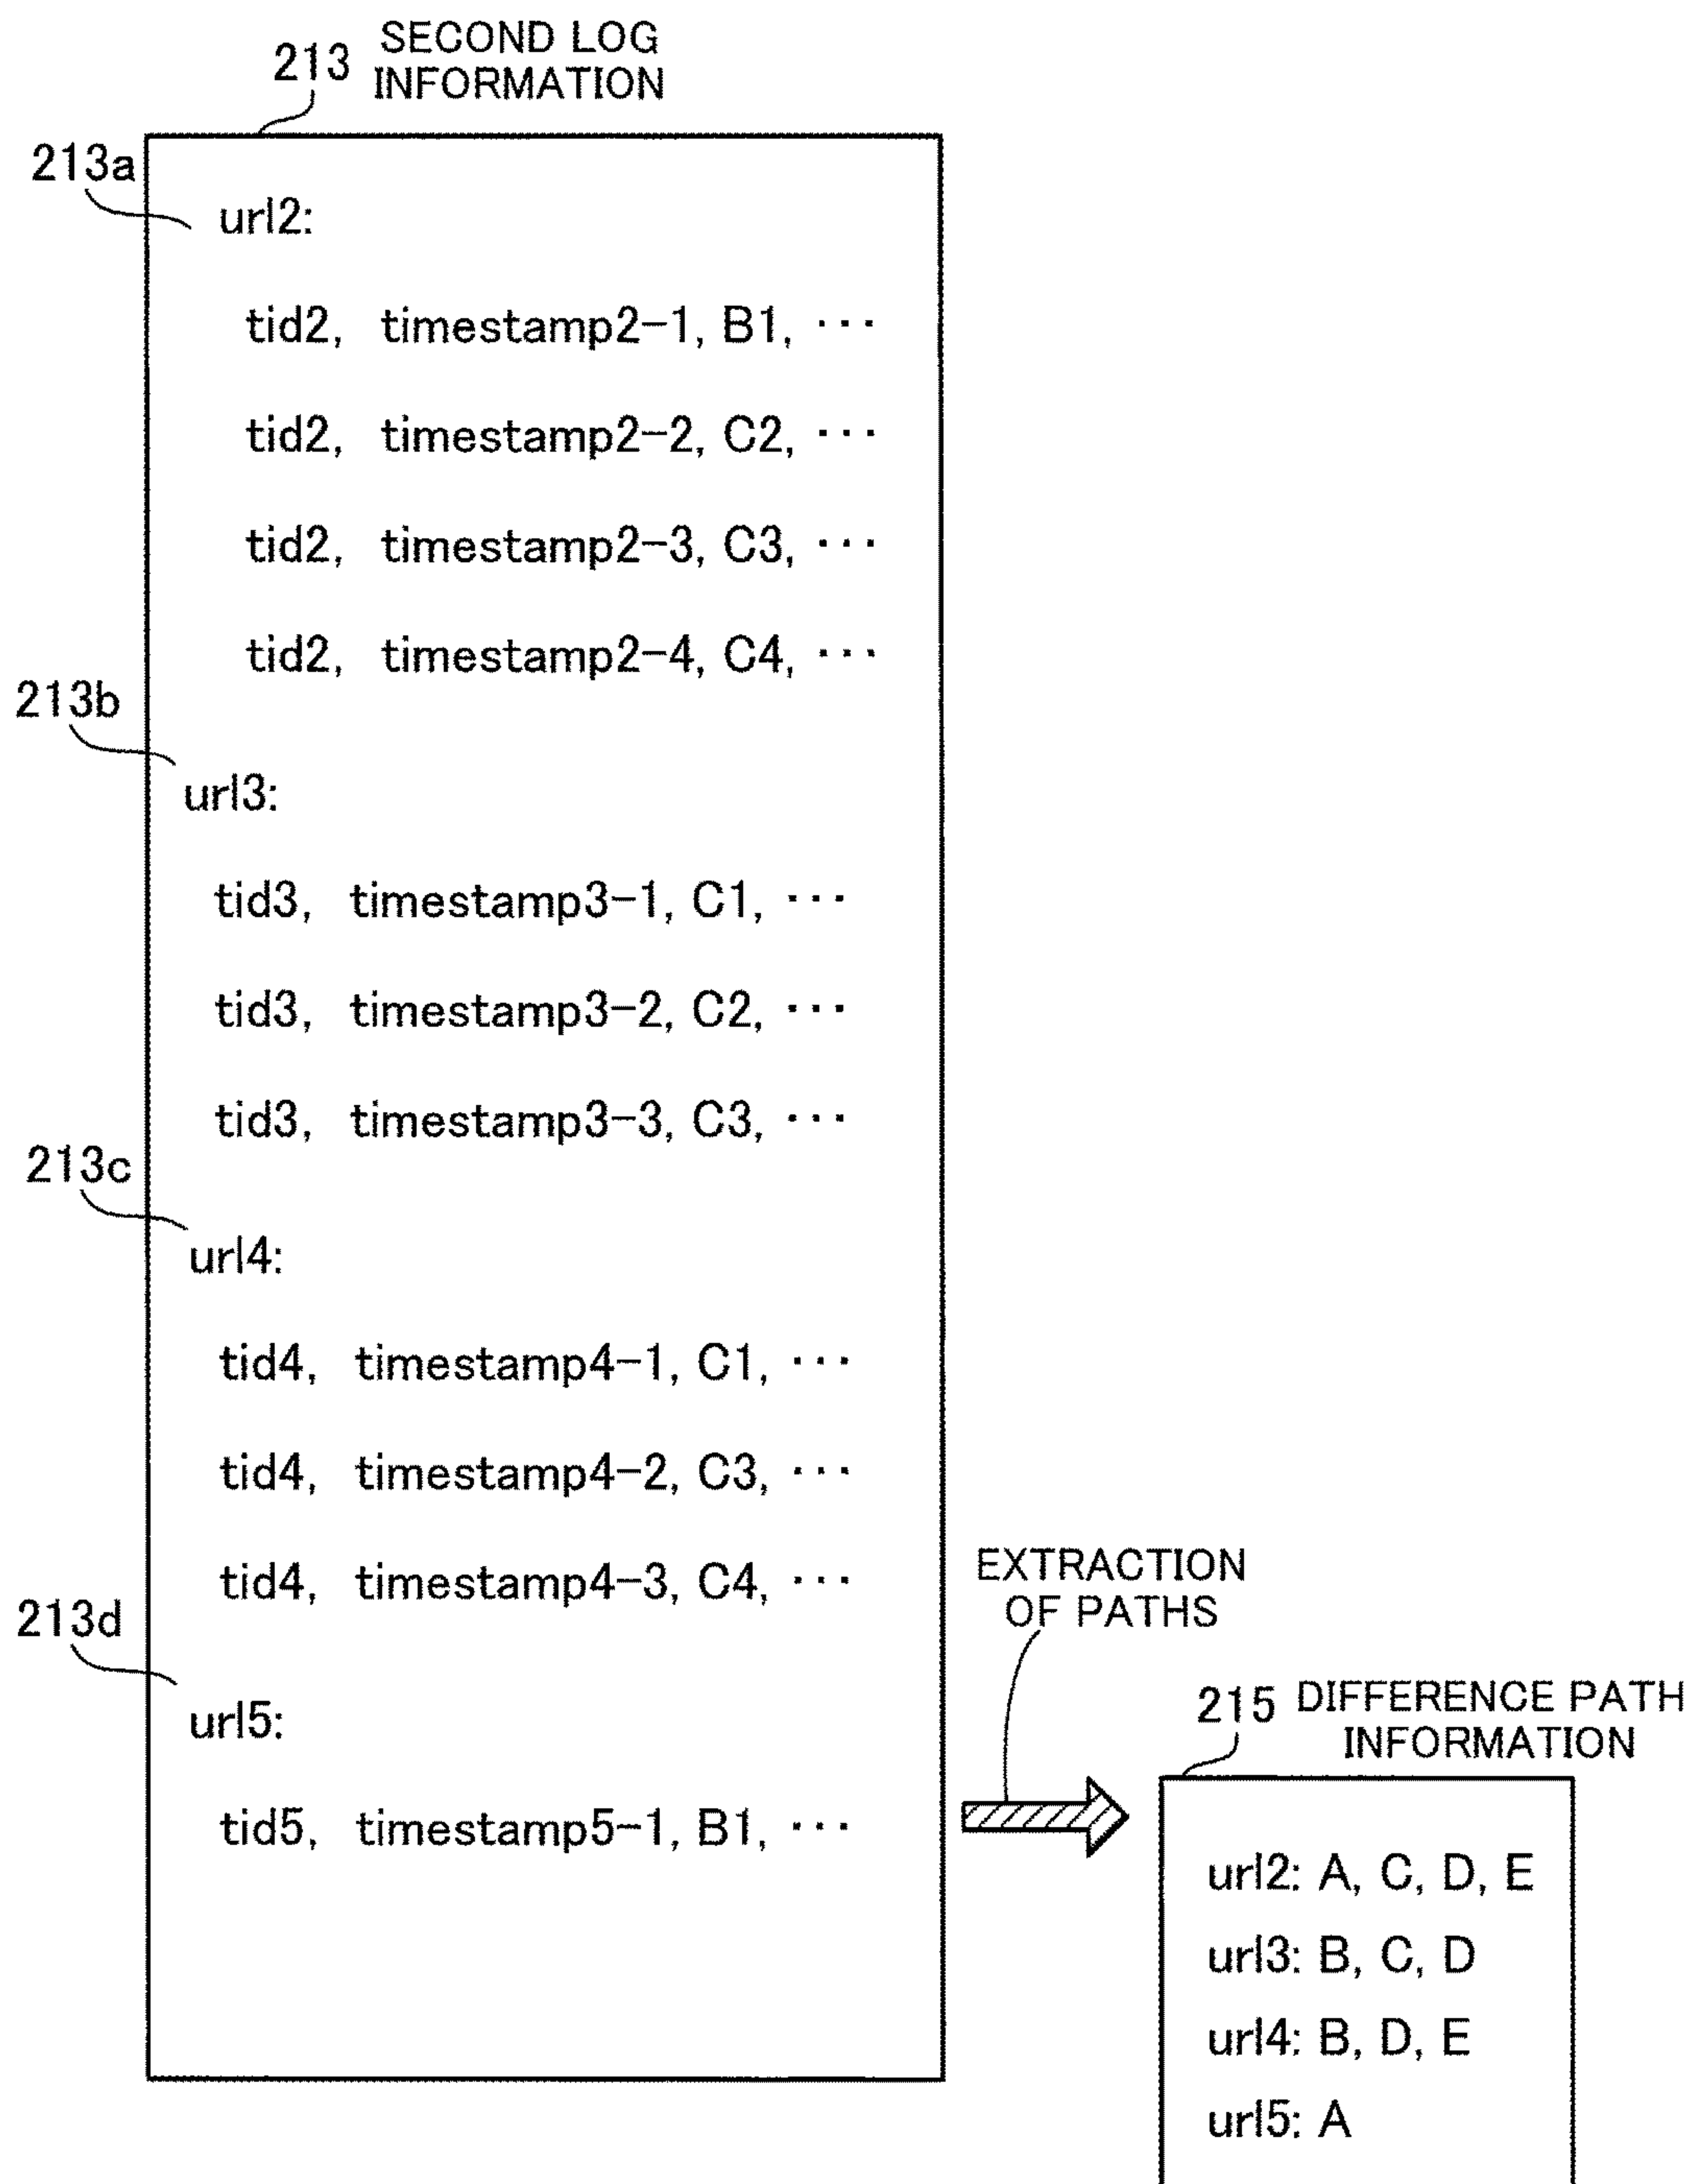 213 SECOND LOG
INFORMATION
213a
url2:
tid2, timestamp2-1, B1, ···
tid2, timestamp2-2, C2, ···
tid2, timestamp2-3, C3, ···
tid2, timestamp2-4, C4, ···
213b
url3:
tid3, timestamp3-1, C1, ···
tid3, timestamp3-2, C2, ···
tid3, timestamp3-3, C3, ···
213c
url4:
tid4, timestamp4-1, C1, ···
tid4, timestamp4-2, C3, ···
tid4, timestamp4-3, C4, ···
213d
url5:
tid5, timestamp5-1, B1, ···
EXTRACTION
OF PATHS
215 DIFFERENCE PATH
INFORMATION
url2: A, C, D, E
url3: B, C, D
url4: B, D, E
url5: A